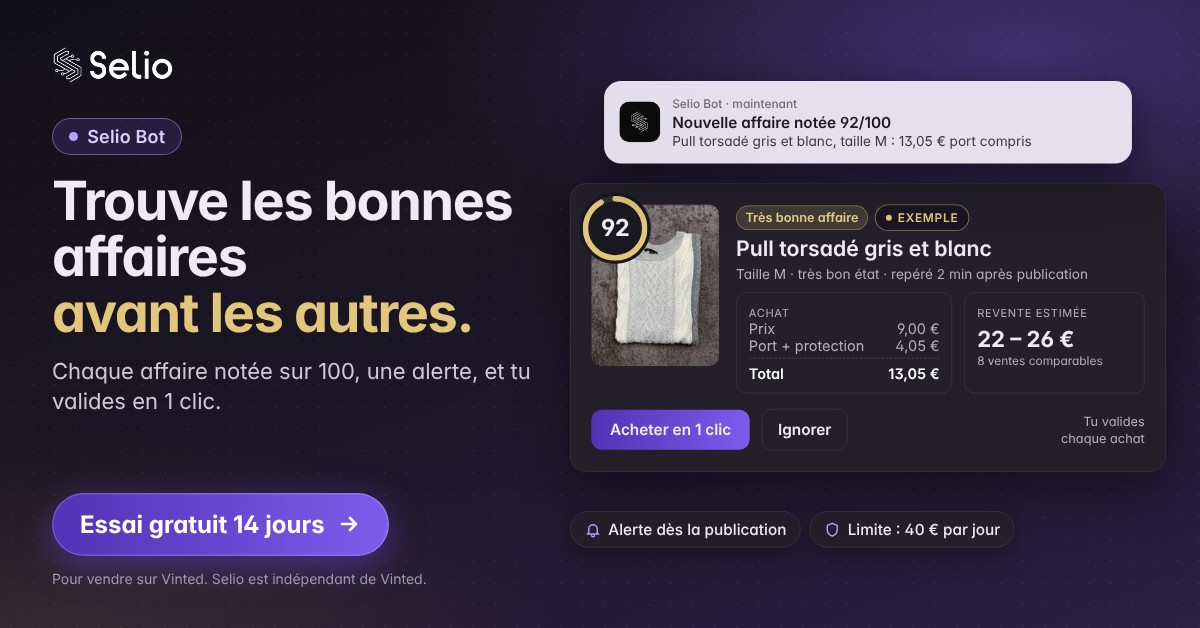 Selio
Selio Bot
Trouve les bonnes
affaires
avant les autres.
Chaque affaire notée sur 100, une alerte, et tu
valides en 1 clic.
Essai gratuit 14 jours →
Pour vendre sur Vinted. Selio est indépendant de Vinted.
Selio Bot · maintenant
Nouvelle affaire notée 92/100
Pull torsadé gris et blanc, taille M : 13,05 € port compris
92
Très bonne affaire
EXEMPLE
Pull torsadé gris et blanc
Taille M · très bon état · repéré 2 min après publication
ACHAT
Prix 9,00 €
Port + protection 4,05 €
Total 13,05 €
REVENTE ESTIMÉE
22 – 26 €
8 ventes comparables
Acheter en 1 clic
Ignorer
Tu valides
chaque achat
Alerte dès la publication
Limite : 40 € par jour